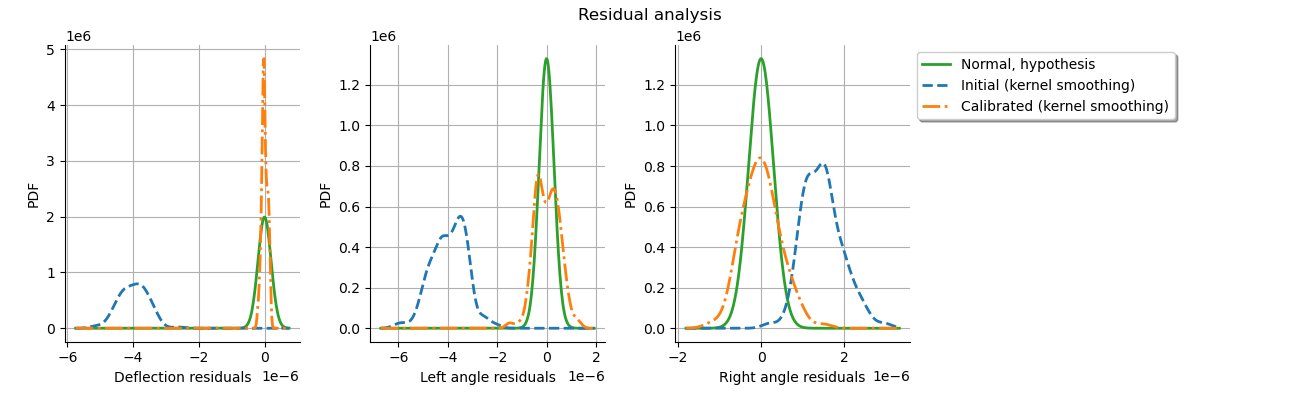 Residual analysis
1e6
5
4
3
2
1
0
PDF
−6
−4
−2
0
1e−6
Deflection residuals
1e6
1.2
1.0
0.8
0.6
0.4
0.2
0.0
PDF
−6
−4
−2
0
2
1e−6
Left angle residuals
1e6
1.2
1.0
0.8
0.6
0.4
0.2
0.0
PDF
−2
0
2
1e−6
Right angle residuals
Normal, hypothesis
Initial (kernel smoothing)
Calibrated (kernel smoothing)